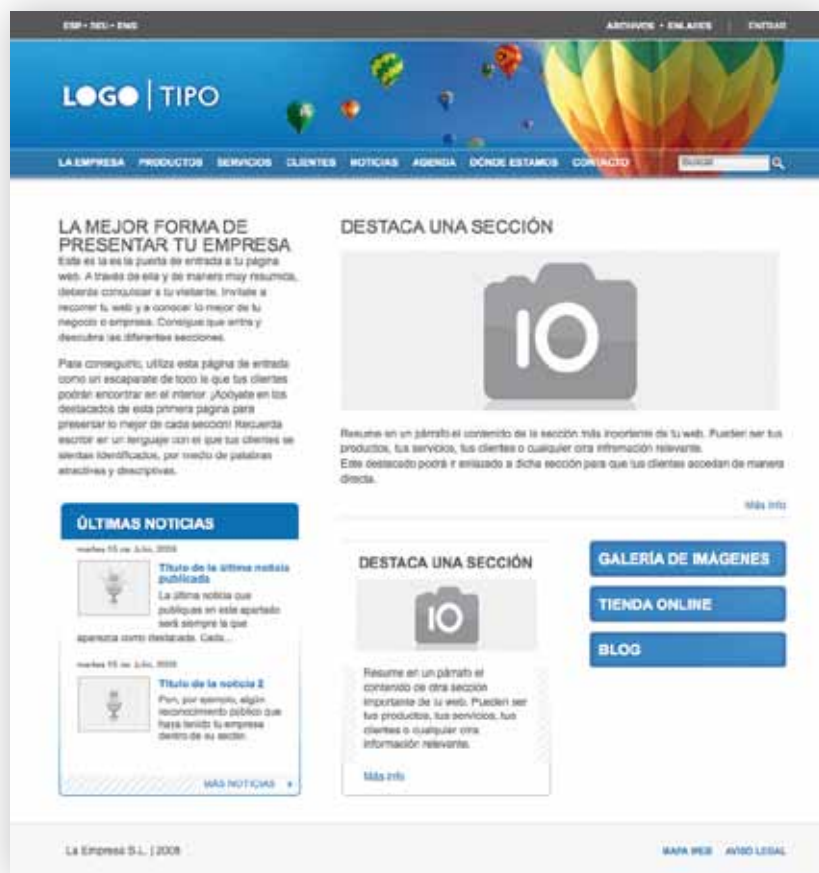 ARCHIVOS • ENLACES | ENTRAR
LOGO | TIPO
LA EMPRESA PRODUCTOS SERVICIOS CLIENTES NOTICIAS AGENDA DÓNDE ESTAMOS CONTACTO Buscar
LA MEJOR FORMA DE
PRESENTAR TU EMPRESA
Esta es la es la puerta de entrada a tu página
web. A través de ella y de manera muy resumida,
deberás conquistar a tu visitante. Invítale a
recorrer tu web y a conocer lo mejor de tu
negocio o empresa. Consigue que entre y
descubra las diferentes secciones.
Para conseguirlo, utiliza esta página de entrada
como un escaparate de todo lo que tus clientes
podrán encontrar en el interior. ¡Apóyate en los
destacados de esta primera página para
presentar lo mejor de cada sección! Recuerda
escribir en un lenguaje con el que tus clientes se
sientan identificados, por medio de palabras
atractivas y descriptivas.
ÚLTIMAS NOTICIAS
martes 15 de Julio, 2008
Título de la última noticia
publicada
La última noticia que
publiques en este apartado
será siempre la que
aparezca como destacada. Cada...
martes 15 de Julio, 2008
Título de la noticia 2
Pon, por ejemplo, algún
reconocimiento público que
haya tenido tu empresa
dentro de su sector.
MÁS NOTICIAS
DESTACA UNA SECCIÓN
Resume en un párrafo el contenido de la sección más importante de tu web. Pueden ser tus
productos, tus servicios, tus clientes o cualquier otra infromación relevante.
Este destacado podrá ir enlazado a dicha sección para que tus clientes accedan de manera
directa.
Más info
DESTACA UNA SECCIÓN
Resume en un párrafo el
contenido de otra sección
importante de tu web. Pueden ser
tus productos, tus servicios, tus
clientes o cualquier otra
información relevante.
Más info
GALERÍA DE IMÁGENES
TIENDA ONLINE
BLOG
La Empresa S.L. | 2008
MAPA WEB AVISO LEGAL